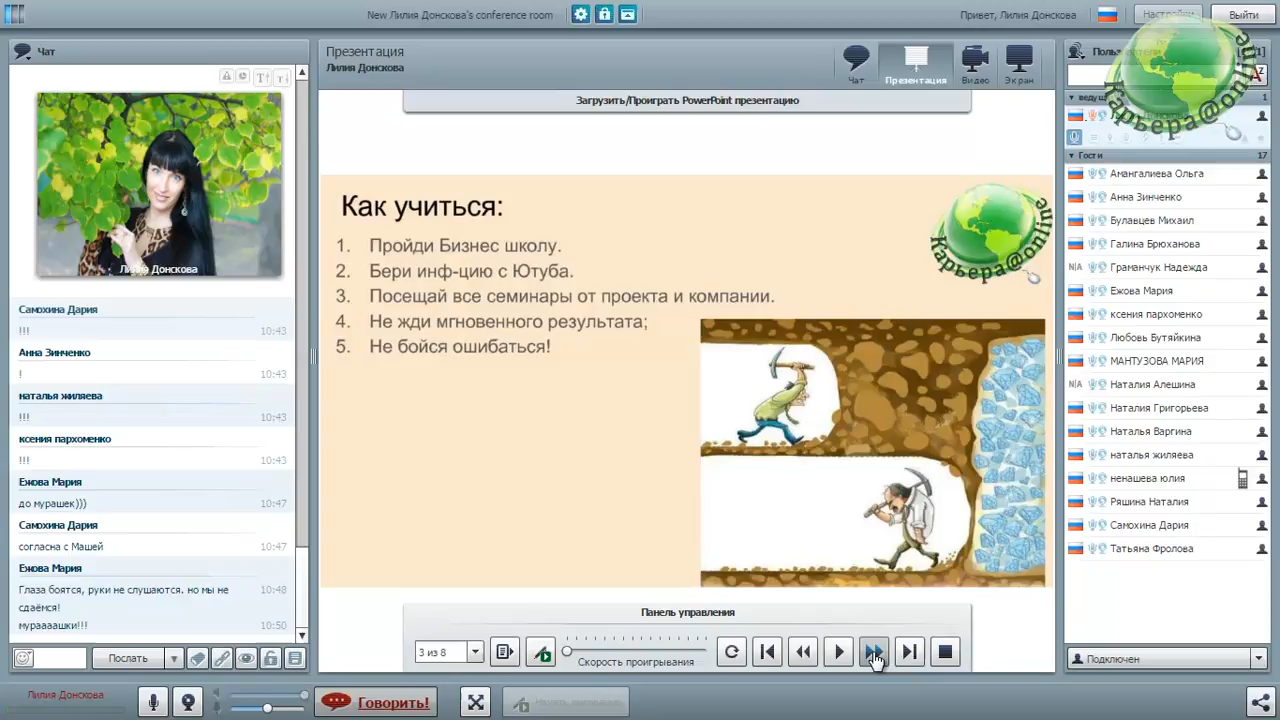 New Лилия Донскова's conference room
Привет, Лилия Донскова
Настройки
Выйти
Чат
Лилия Донскова
Самохина Дария
!!!
10:43
Анна Зинченко
!
10:43
наталья жиляева
!!!
10:43
ксения пархоменко
!!!
10:43
Ежова Мария
до мурашек)))
10:47
Самохина Дария
согласна с Машей
10:47
Ежова Мария
Глаза боятся, руки не слушаются. но мы не
10:48
сдаёмся!
мурааааашки!!!
10:50
Послать
Презентация
Лилия Донскова
Чат
Презентация
Видео
Экран
Загрузить/Проиграть PowerPoint презентацию
Как учиться:
1. Пройди Бизнес школу.
2. Бери инф-цию с Ютуба.
3. Посещай все семинары от проекта и компании.
4. Не жди мгновенного результата;
5. Не бойся ошибаться!
Карьера@online
Панель управления
3 из 8
Скорость проигрывания
Карьера@online
1
Гости
17
Амангалиева Ольга
Анна Зинченко
Булавцев Михаил
Галина Брюханова
N/A
Граманчук Надежда
Ежова Мария
ксения пархоменко
Любовь Бутяйкина
МАНТУЗОВА МАРИЯ
N/A
Наталия Алешина
Наталия Григорьева
Наталья Варгина
наталья жиляева
ненашева юлия
Ряшина Наталия
Самохина Дария
Татьяна Фролова
Подключен
Лилия Донскова
Говорить!